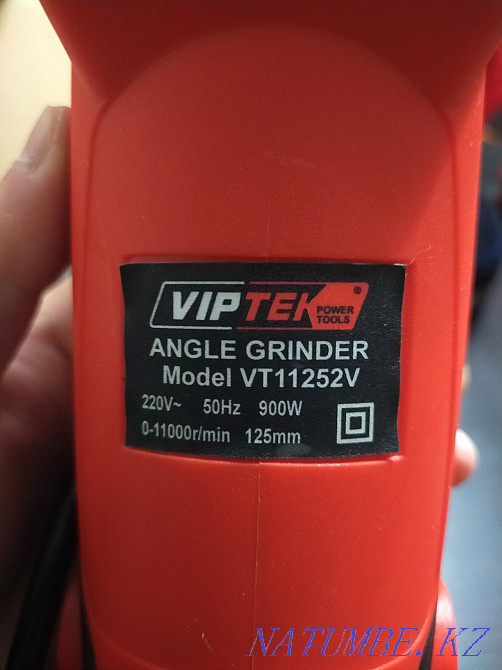 VIPTEK POWER TOOLS ®
ANGLE GRINDER
Model VT11252V
220V~ 50Hz 900W
0-11000r/min 125mm
NATUMBE.KZ